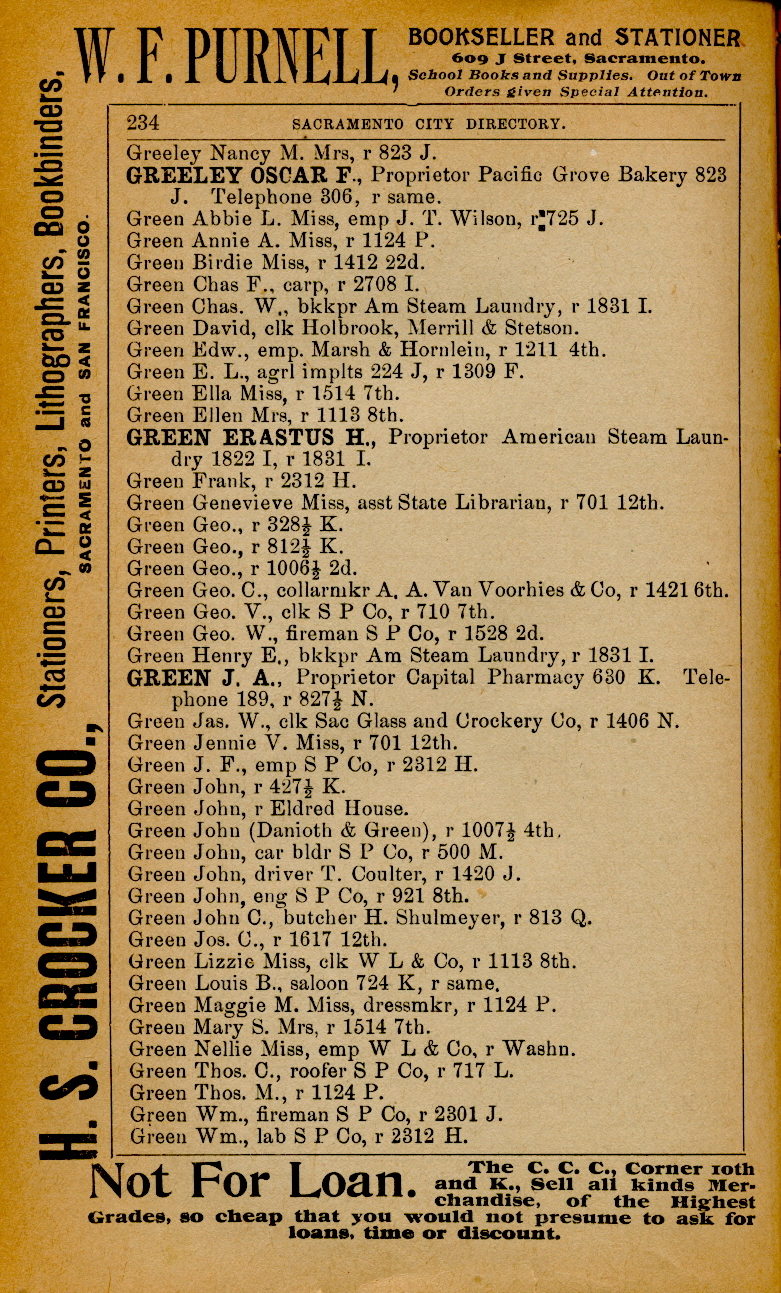 W. F. PURNELL,
BOOKSELLER and STATIONER
609 J Street, Sacramento.
School Books and Supplies. Out of Town
Orders given Special Attention.
H. S. CROCKER CO., Stationers, Printers, Lithographers, Bookbinders,
SACRAMENTO and SAN FRANCISCO.
234 SACRAMENTO CITY DIRECTORY.
Greeley Nancy M. Mrs, r 823 J.
GREELEY OSCAR F., Proprietor Pacific Grove Bakery 823
J. Telephone 306, r same.
Green Abbie L. Miss, emp J. T. Wilson, r 725 J.
Green Annie A. Miss, r 1124 P.
Green Birdie Miss, r 1412 22d.
Green Chas F., carp, r 2708 I.
Green Chas. W., bkkpr Am Steam Laundry, r 1831 I.
Green David, clk Holbrook, Merrill & Stetson.
Green Edw., emp. Marsh & Hornlein, r 1211 4th.
Green E. L., agrl implts 224 J, r 1309 F.
Green Ella Miss, r 1514 7th.
Green Ellen Mrs, r 1113 8th.
GREEN ERASTUS H., Proprietor American Steam Laun-
dry 1822 I, r 1831 I.
Green Frank, r 2312 H.
Green Genevieve Miss, asst State Librarian, r 701 12th.
Green Geo., r 328½ K.
Green Geo., r 812½ K.
Green Geo., r 1006½ 2d.
Green Geo. C., collarmkr A. A. Van Voorhies & Co, r 1421 6th.
Green Geo. V., clk S P Co, r 710 7th.
Green Geo. W., fireman S P Co, r 1528 2d.
Green Henry E., bkkpr Am Steam Laundry, r 1831 I.
GREEN J. A., Proprietor Capital Pharmacy 630 K. Tele-
phone 189, r 827½ N.
Green Jas. W., clk Sac Glass and Crockery Co, r 1406 N.
Green Jennie V. Miss, r 701 12th.
Green J. F., emp S P Co, r 2312 H.
Green John, r 427½ K.
Green John, r Eldred House.
Green John (Danioth & Green), r 1007½ 4th.
Green John, car bldr S P Co, r 500 M.
Green John, driver T. Coulter, r 1420 J.
Green John, eng S P Co, r 921 8th.
Green John C., butcher H. Shulmeyer, r 813 Q.
Green Jos. C., r 1617 12th.
Green Lizzie Miss, clk W L & Co, r 1113 8th.
Green Louis B., saloon 724 K, r same.
Green Maggie M. Miss, dressmkr, r 1124 P.
Green Mary S. Mrs, r 1514 7th.
Green Nellie Miss, emp W L & Co, r Washn.
Green Thos. C., roofer S P Co, r 717 L.
Green Thos. M., r 1124 P.
Green Wm., fireman S P Co, r 2301 J.
Green Wm., lab S P Co, r 2312 H.
Not For Loan. The C. C. C., Corner 10th
and K., Sell all kinds Mer-
chandise, of the Highest
Grades, so cheap that you would not presume to ask for
loans, time or discount.